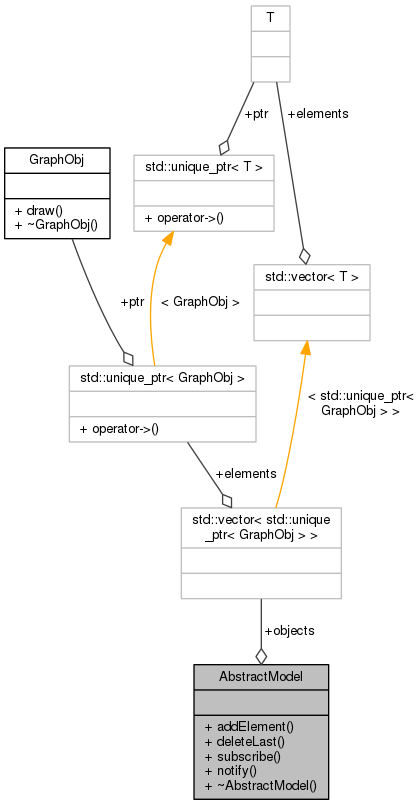 T
+ptr
+elements
GraphObj
+ draw()
+ ~GraphObj()
std::unique_ptr< T >
+ operator->()
std::vector< T >
+ptr
< GraphObj >
std::unique_ptr< GraphObj >
+ operator->()
< std::unique_ptr<
GraphObj > >
+elements
std::vector< std::unique
_ptr< GraphObj > >
+objects
AbstractModel
+ addElement()
+ deleteLast()
+ subscribe()
+ notify()
+ ~AbstractModel()